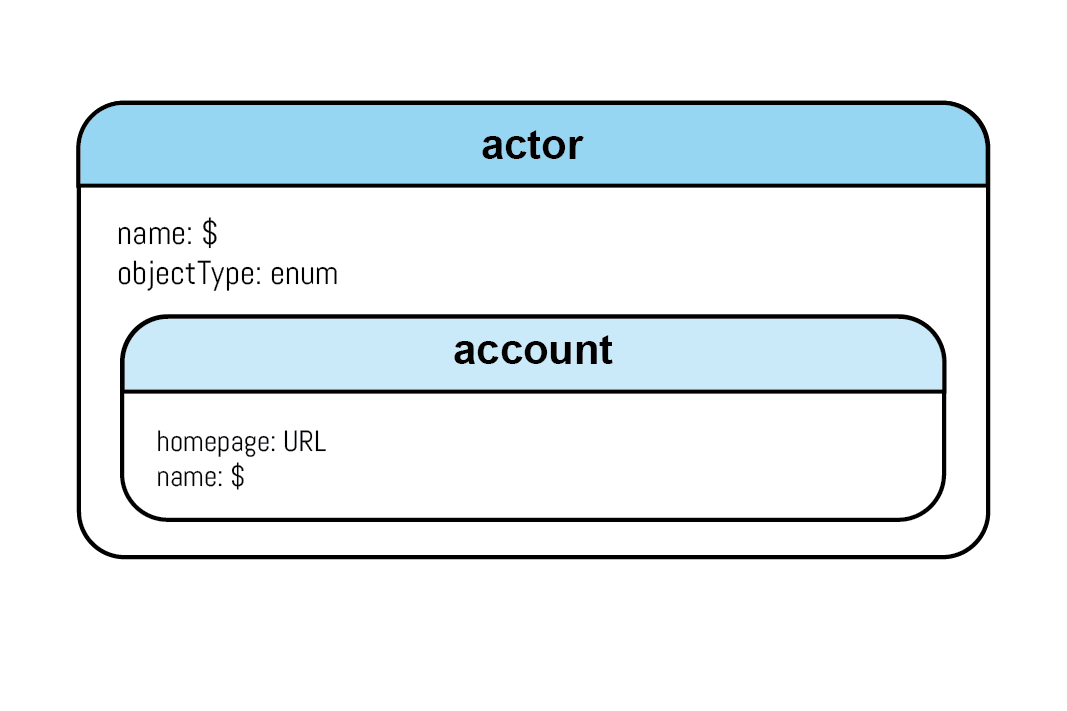 actor
name: $
objectType: enum
account
homepage: URL
name: $